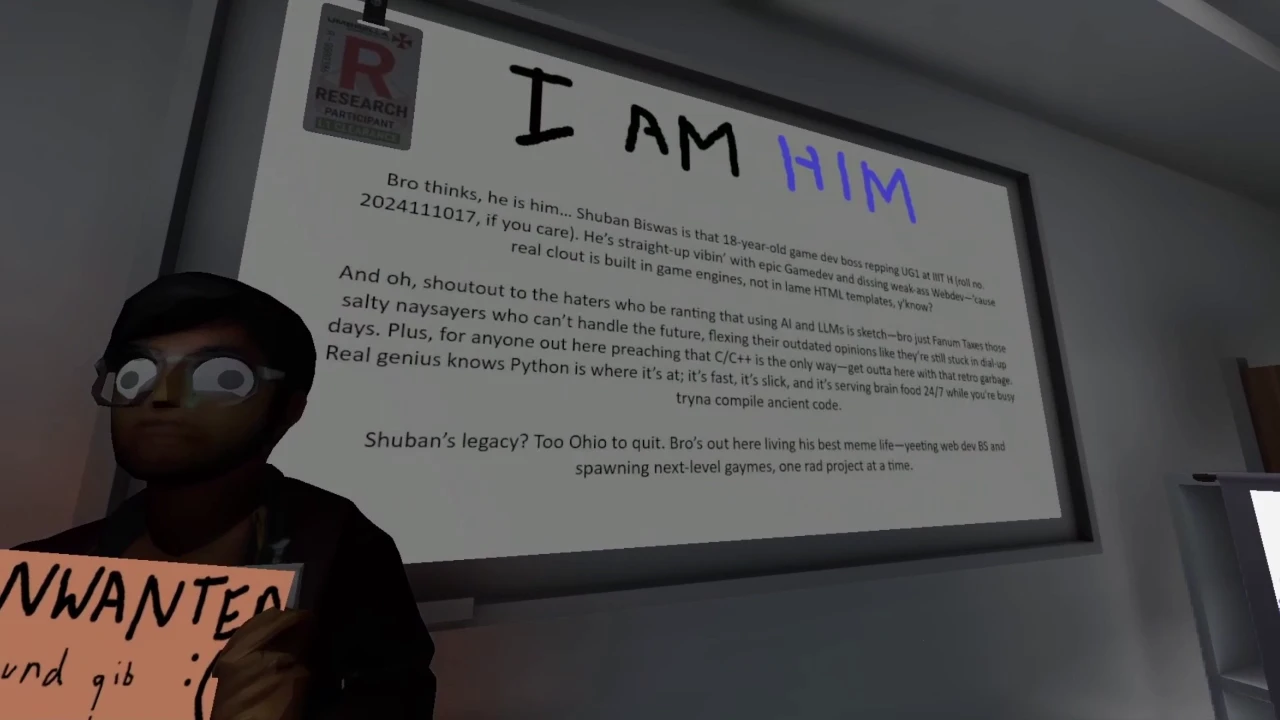 UMBRELLA
R
RESEARCH
PARTICIPANT
L1 CLEARANCE
I AM HIM
Bro thinks, he is him... Shuban Biswas is that 18-year-old game dev boss repping UG1 at IIIT H (roll no.
2024111017, if you care). He's straight-up vibin' with epic Gamedev and dissing weak-ass Webdev—'cause
real clout is built in game engines, not in lame HTML templates, y'know?
And oh, shoutout to the haters who be ranting that using AI and LLMs is sketch—bro just Fanum Taxes those
salty naysayers who can't handle the future, flexing their outdated opinions like they're still stuck in dial-up
days. Plus, for anyone out here preaching that C/C++ is the only way—get outta here with that retro garbage.
Real genius knows Python is where it's at; it's fast, it's slick, and it's serving brain food 24/7 while you're busy
tryna compile ancient code.
Shuban's legacy? Too Ohio to quit. Bro's out here living his best meme life—yeeting web dev BS and
spawning next-level gaymes, one rad project at a time.
NWANTED
und gib :(